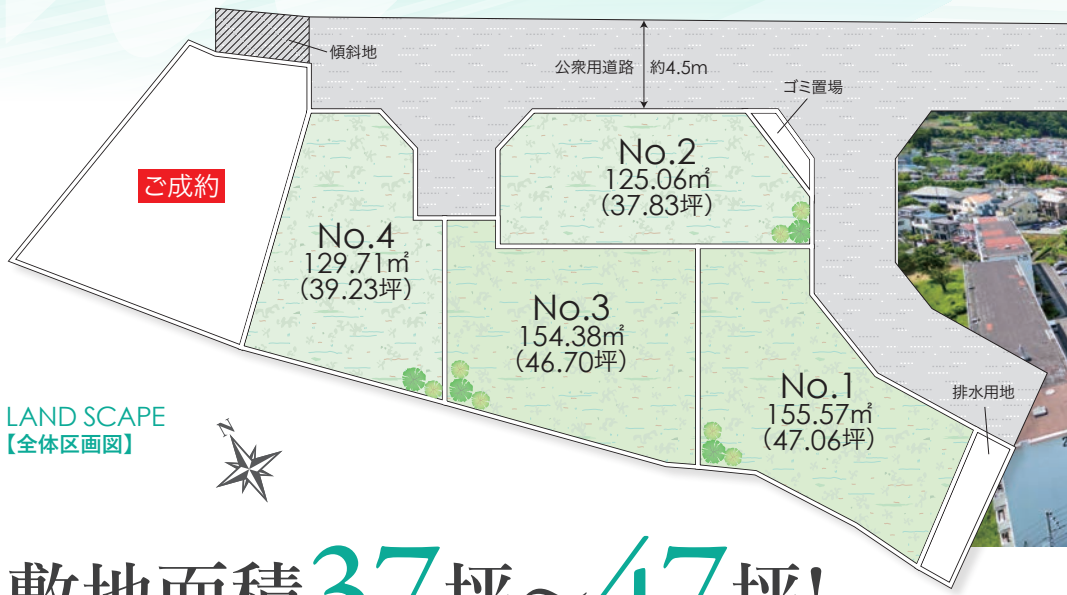 傾斜地
公衆用道路 約4.5m
ゴミ置場
ご成約
No.2
125.06㎡
(37.83坪)
No.4
129.71㎡
(39.23坪)
No.3
154.38㎡
(46.70坪)
No.1
155.57㎡
(47.06坪)
排水用地
LAND SCAPE
【全体区画図】
N
敷地面積37坪~47坪!